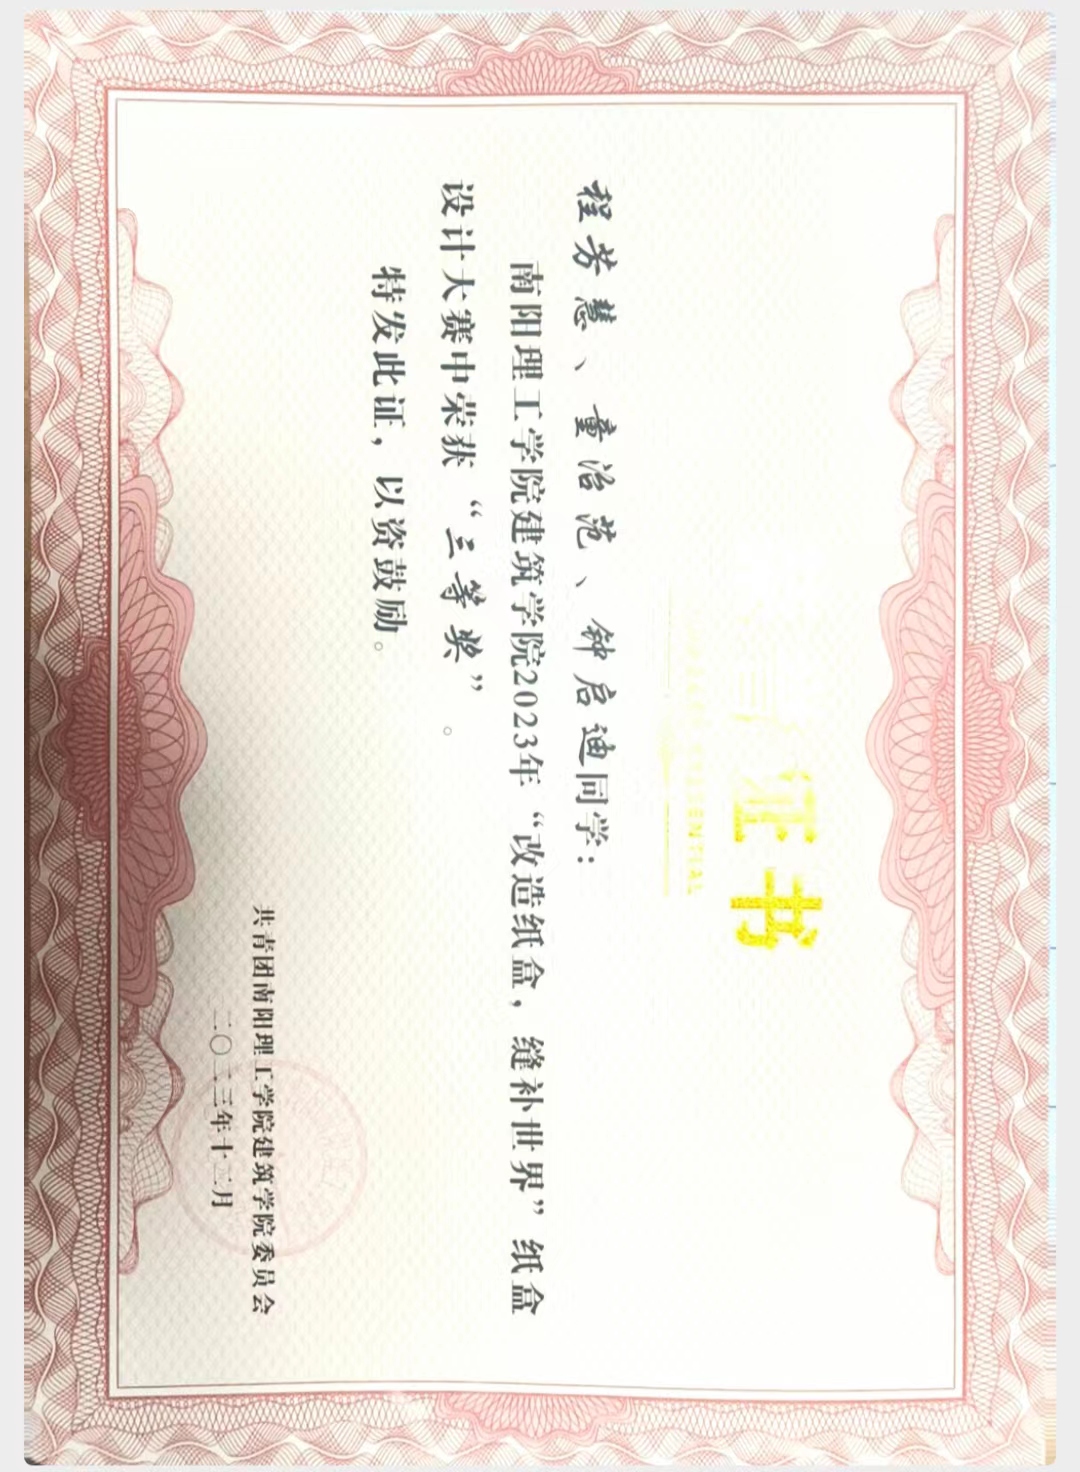 证书
程芳慧、童治范、钟启迪同学：
南阳理工学院建筑学院2023年“改造纸盒，缝补世界”纸盒
设计大赛中荣获“三等奖”。
特发此证，以资鼓励。
共青团南阳理工学院建筑学院委员会
二〇二三年十二月